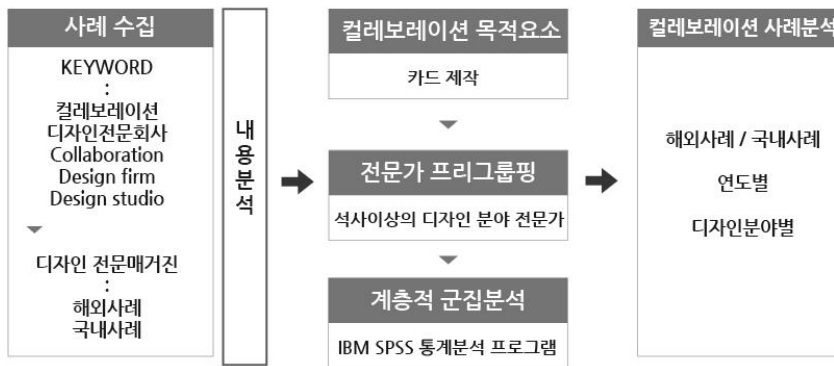 사례 수집
KEYWORD
:
컬레보레이션
디자인전문회사
Collaboration
Design firm
Design studio
디자인 전문매거진
:
해외사례
국내사례
내용분석
컬레보레이션 목적요소
카드 제작
전문가 프리그룹핑
석사이상의 디자인 분야 전문가
계층적 군집분석
IBM SPSS 통계분석 프로그램
컬레보레이션 사례분석
해외사례 / 국내사례
연도별
디자인분야별